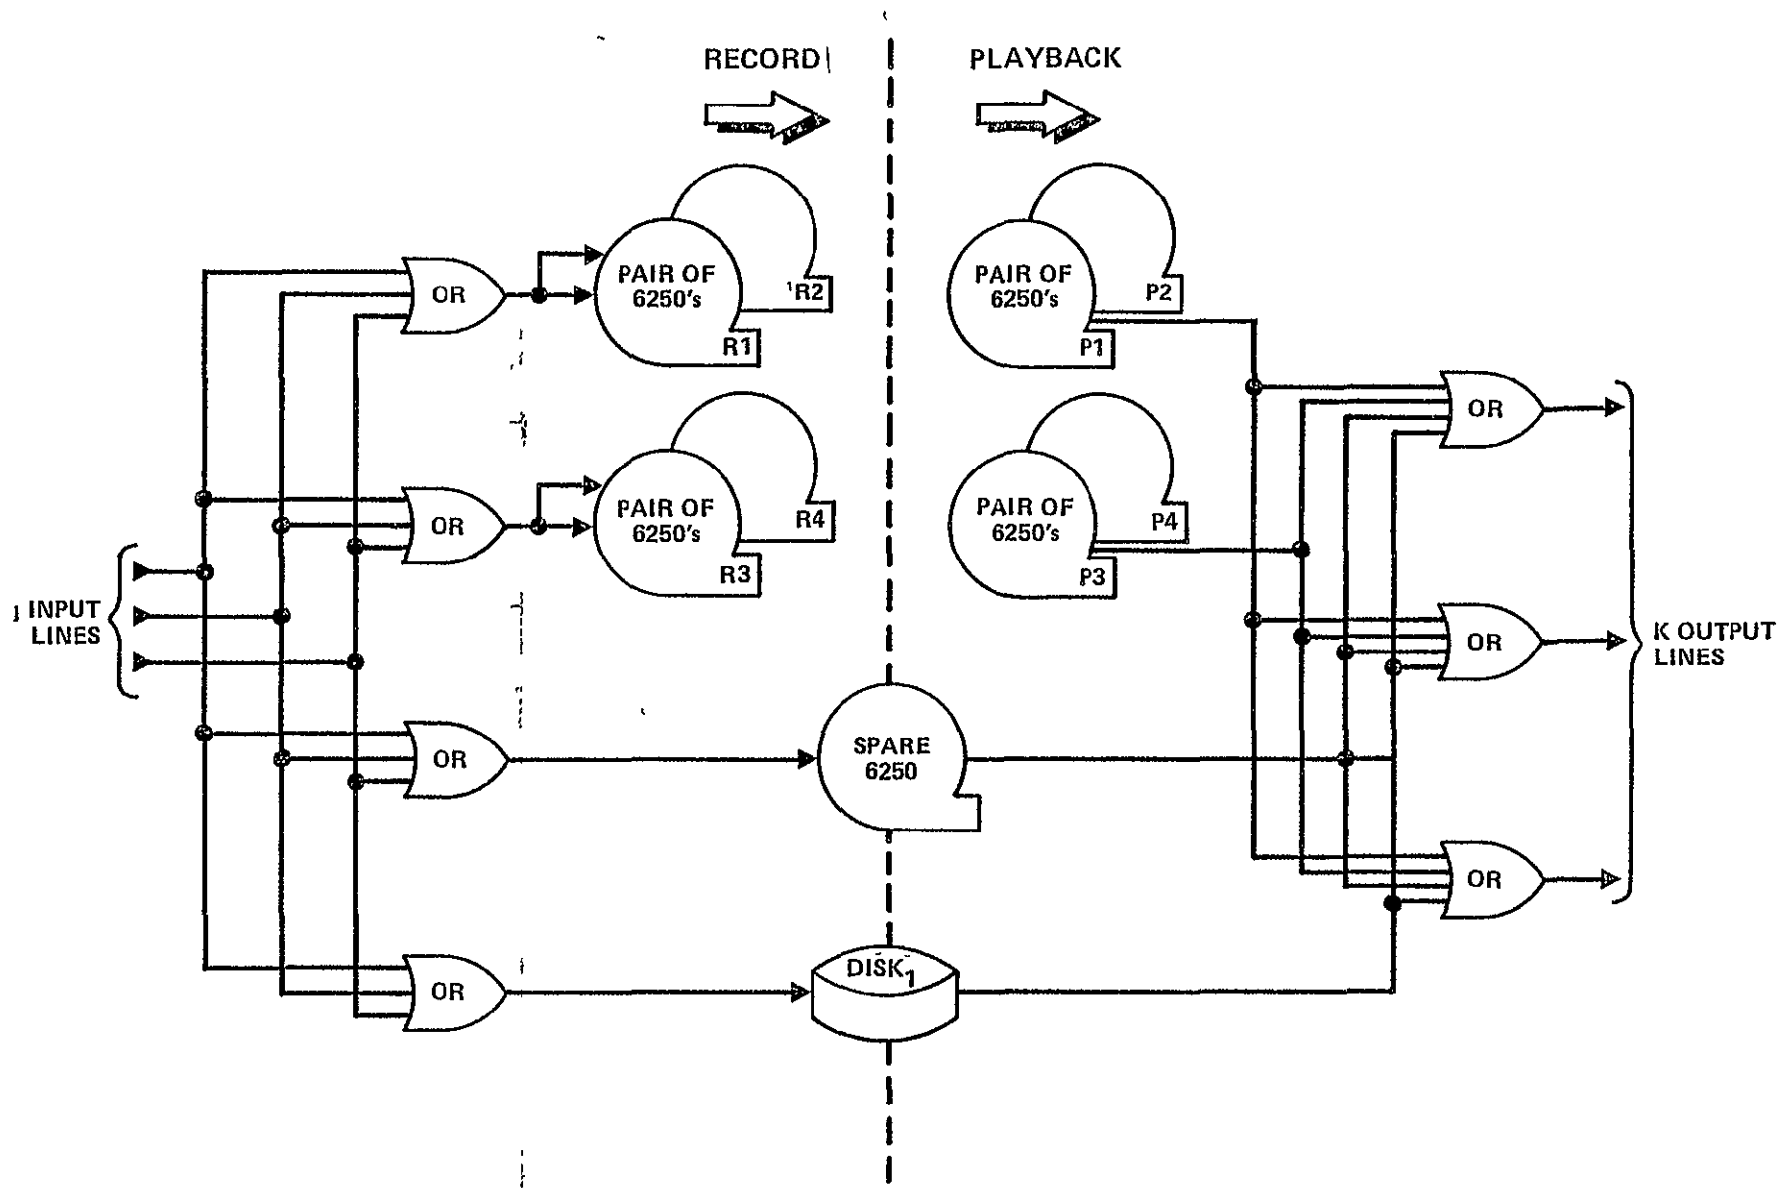 RECORD
PLAYBACK
OR
PAIR OF
6250's
R2
R1
PAIR OF
6250's
P2
P1
OR
OR
PAIR OF
6250's
R4
R3
PAIR OF
6250's
P4
P3
INPUT
LINES
OR
K OUTPUT
LINES
OR
SPARE
6250
OR
OR
DISK1